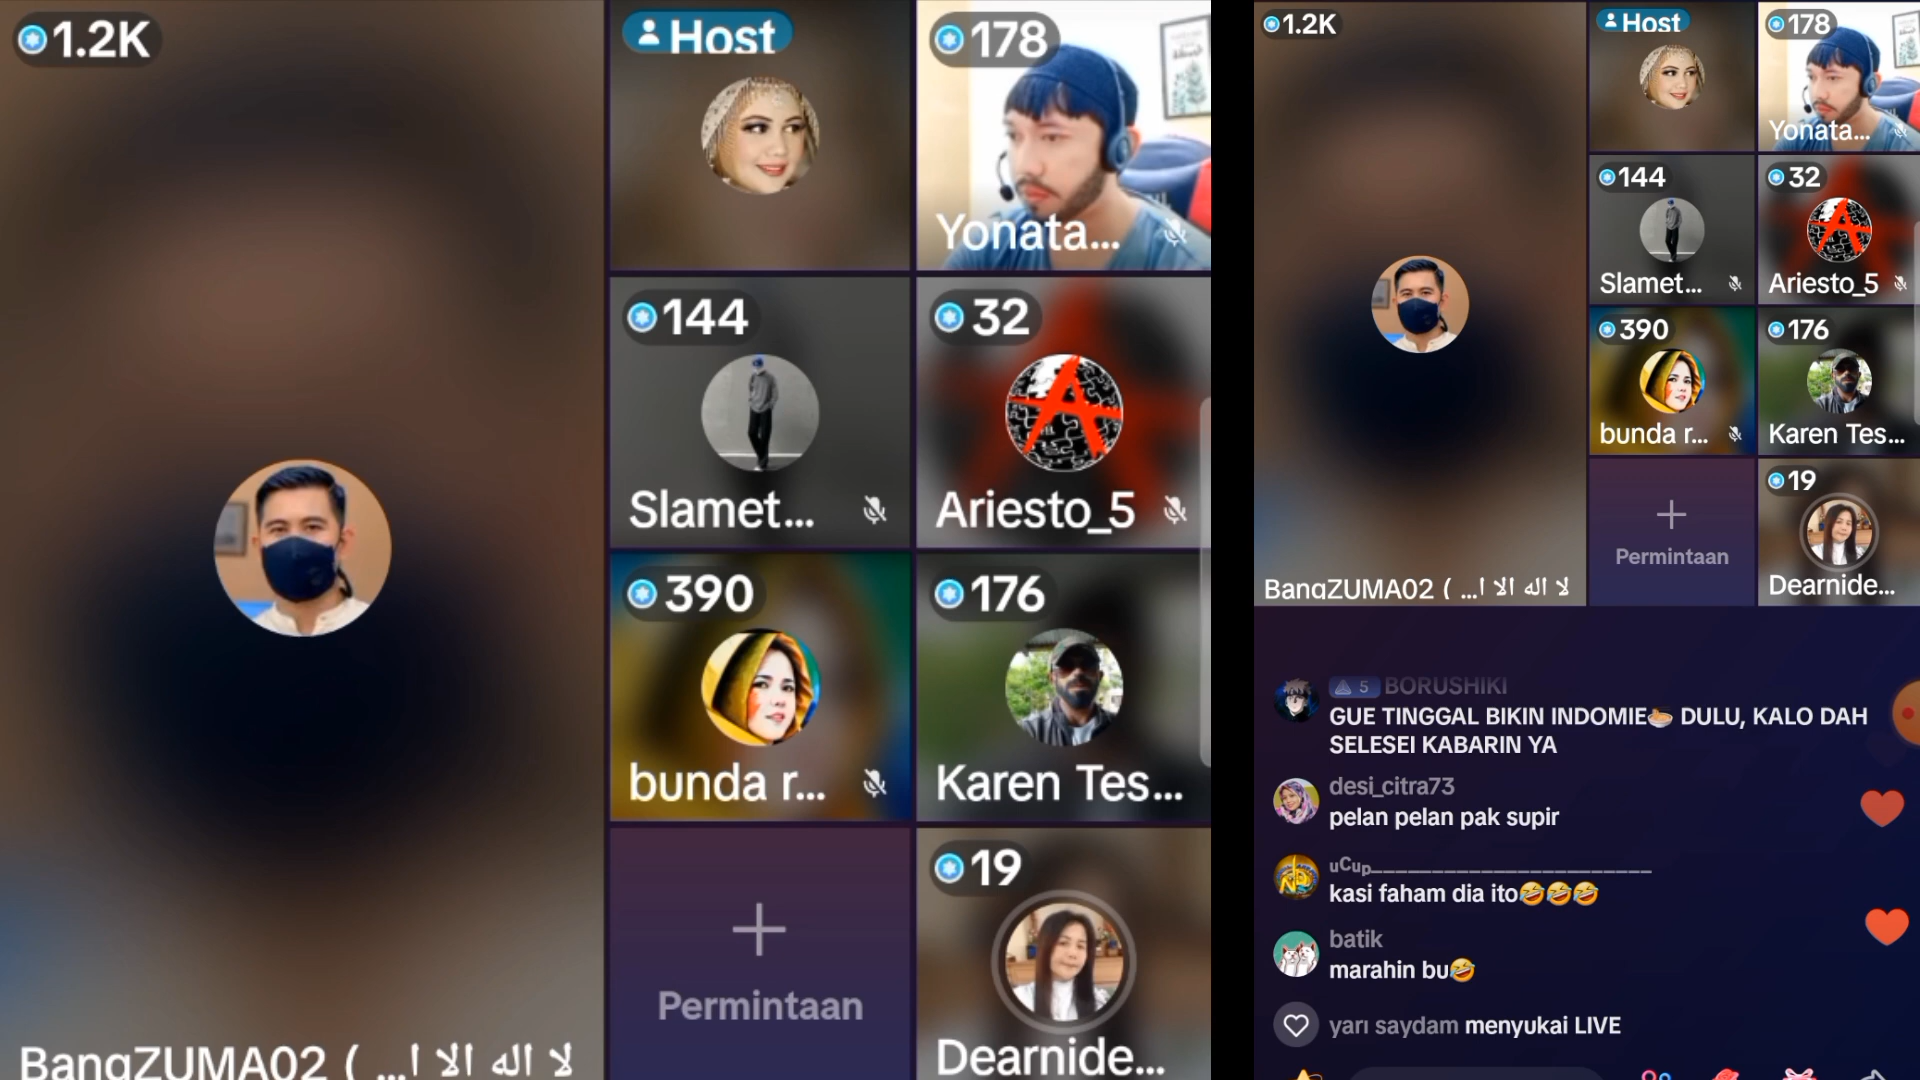 1.2K
Host
178
Yonata...
144
Slamet...
32
Ariesto_5
390
bunda r...
176
Karen Tes...
Permintaan
19
Dearnide...
BangZUMA02 ( ...لا اله الا ا
1.2K
Host
178
Yonata...
144
Slamet...
32
Ariesto_5
390
bunda r...
176
Karen Tes...
Permintaan
19
Dearnide...
BangZUMA02 ( ...لا اله الا ا
5 BORUSHIKI
GUE TINGGAL BIKIN INDOMIE🍜 DULU, KALO DAH
SELESEI KABARIN YA
desi_citra73
pelan pelan pak supir
uCup_______________________
kasi faham dia ito🤣🤣🤣
batik
marahin bu🤣
yarı saydam menyukai LIVE